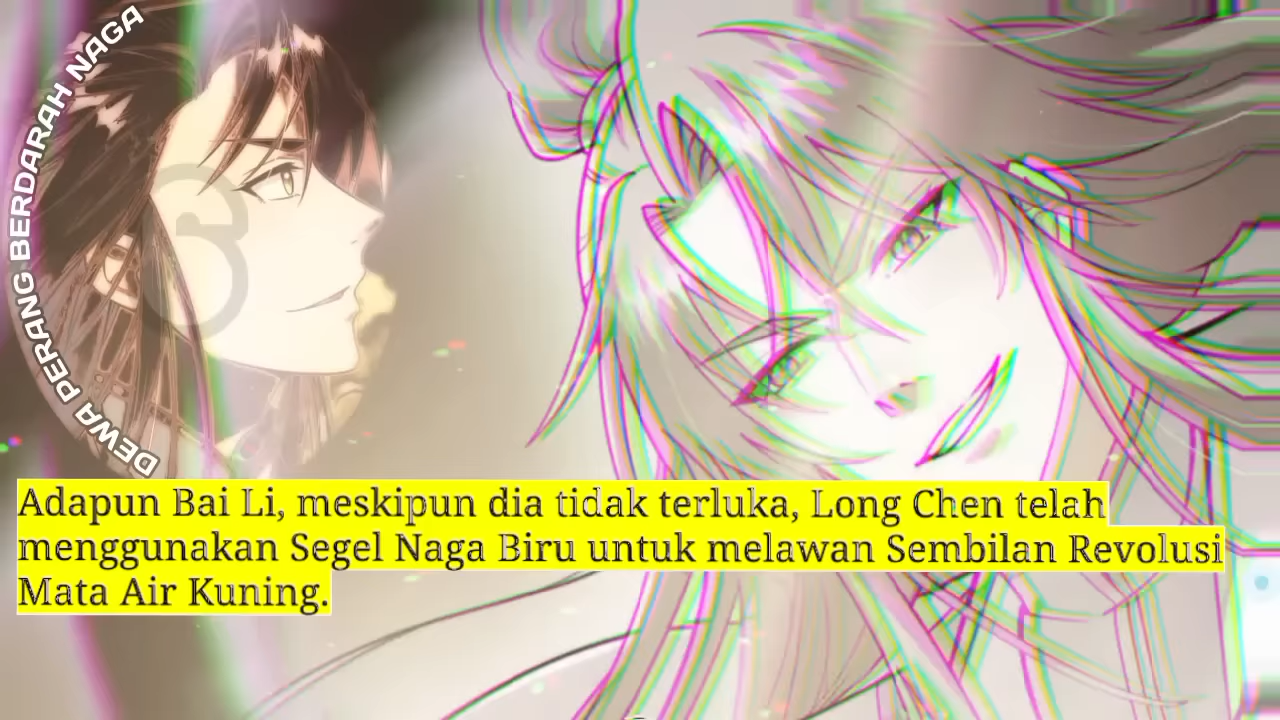 DEWA PERANG BERDARAH NAGA
Adapun Bai Li, meskipun dia tidak terluka, Long Chen telah
menggunakan Segel Naga Biru untuk melawan Sembilan Revolusi
Mata Air Kuning.